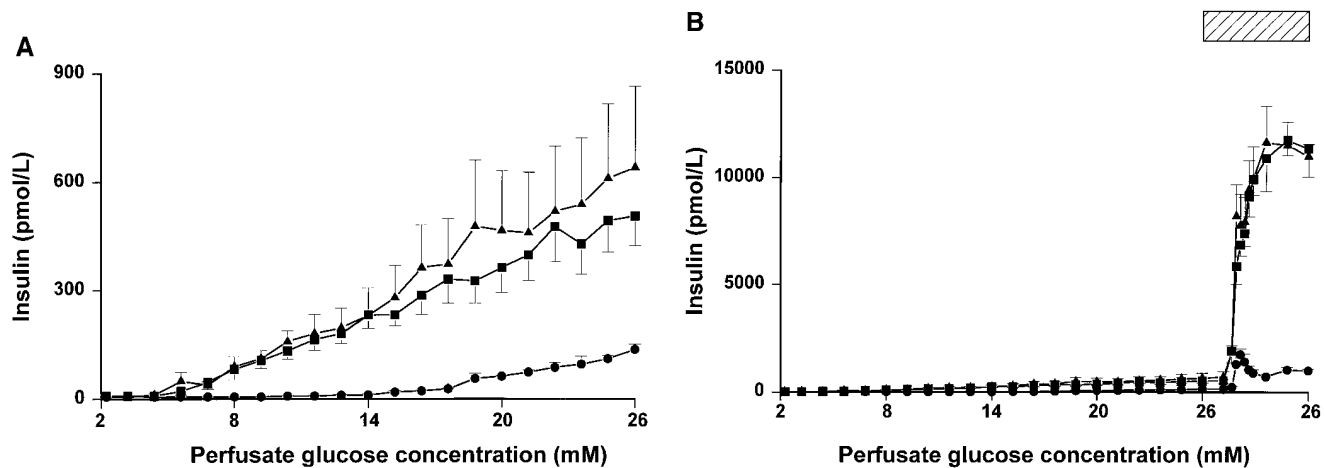 A
900
600
300
0
Insulin (pmol/L)
2 8 14 20 26
Perfusate glucose concentration (mM)
B
15000
10000
5000
0
Insulin (pmol/L)
2 8 14 20 26 26
Perfusate glucose concentration (mM)